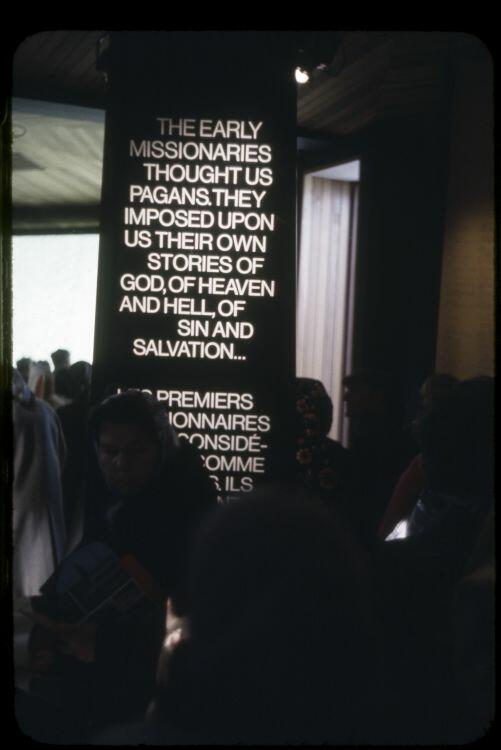 THE EARLY
MISSIONARIES
THOUGHT US
PAGANS. THEY
IMPOSED UPON
US THEIR OWN
STORIES OF
GOD, OF HEAVEN
AND HELL, OF
SIN AND
SALVATION...
PREMIERS
IONNAIRES
CONSIDÉ-
COMME
S. ILS